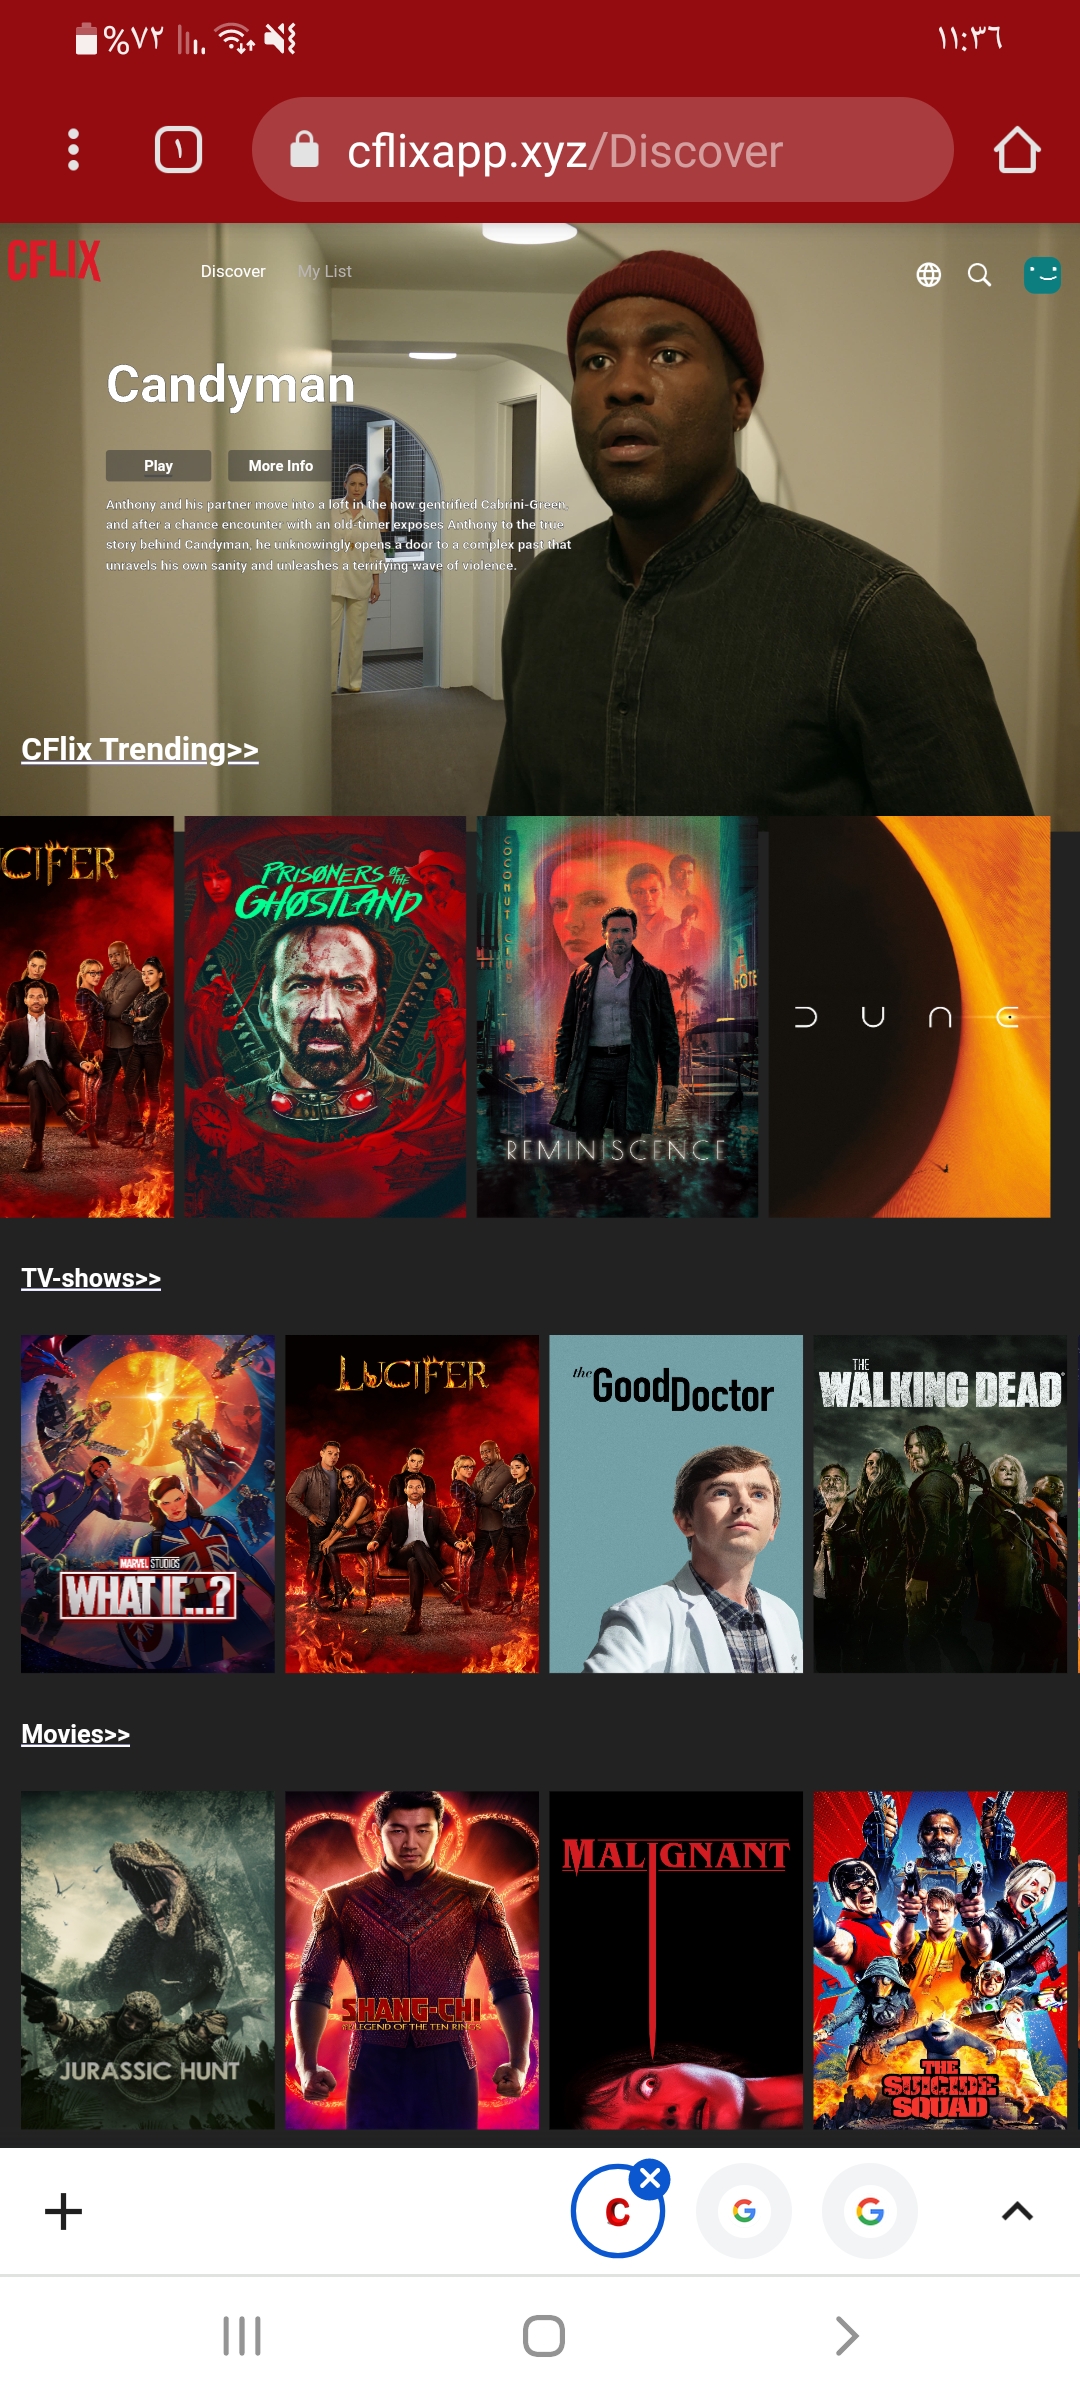 %٧٢
١١:٣٦
١
cflixapp.xyz/Discover
CFLIX
Discover
My List
Candyman
Play
More Info
Anthony and his partner move into a loft in the now gentrified Cabrini-Green,
and after a chance encounter with an old-timer exposes Anthony to the true
story behind Candyman, he unknowingly opens a door to a complex past that
unravels his own sanity and unleashes a terrifying wave of violence.
CFlix Trending>>
CIFER
PRISONERS OF THE
GHOSTLAND
COCONUT CLUB
HOTE
REMINISCENCE
DUNE
TV-shows>>
MARVEL STUDIOS
WHAT IF...?
LUCIFER
the GoodDoctor
THE
WALKING DEAD
Movies>>
JURASSIC HUNT
SHANG-CHI
AND THE LEGEND OF THE TEN RINGS
MALIGNANT
THE
SUICIDE
SQUAD
C
G
G